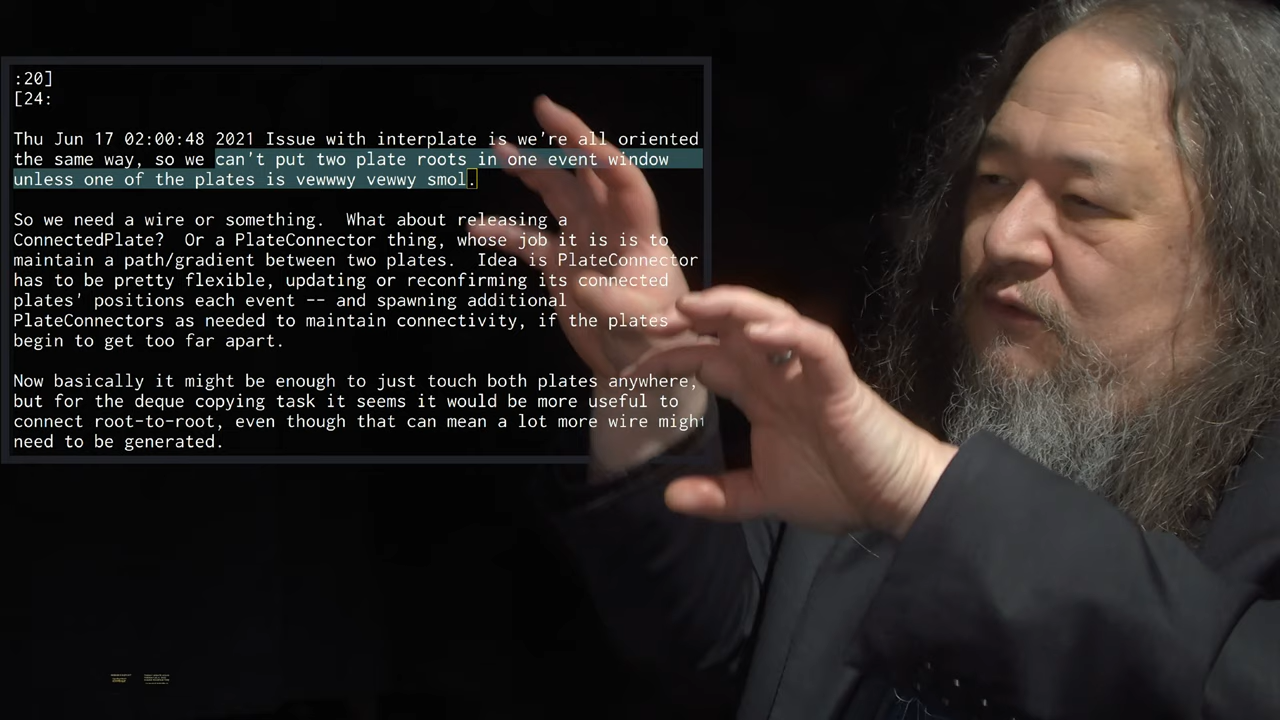 :20]
[24:
Thu Jun 17 02:00:48 2021 Issue with interplate is we're all oriented
the same way, so we can't put two plate roots in one event window
unless one of the plates is vewwwy vewwy smol.
So we need a wire or something.  What about releasing a
ConnectedPlate?  Or a PlateConnector thing, whose job it is is to
maintain a path/gradient between two plates.  Idea is PlateConnector
has to be pretty flexible, updating or reconfirming its connected
plates' positions each event -- and spawning additional
PlateConnectors as needed to maintain connectivity, if the plates
begin to get too far apart.
Now basically it might be enough to just touch both plates anywhere,
but for the deque copying task it seems it would be more useful to
connect root-to-root, even though that can mean a lot more wire might
need to be generated.